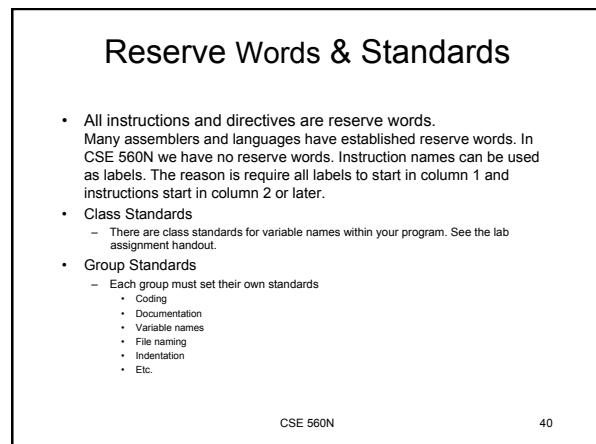 Reserve Words & Standards
• All instructions and directives are reserve words.
Many assemblers and languages have established reserve words. In
CSE 560N we have no reserve words. Instruction names can be used
as labels. The reason is require all labels to start in column 1 and
instructions start in column 2 or later.
• Class Standards
– There are class standards for variable names within your program. See the lab
assignment handout.
• Group Standards
– Each group must set their own standards
• Coding
• Documentation
• Variable names
• File naming
• Indentation
• Etc.
CSE 560N 40